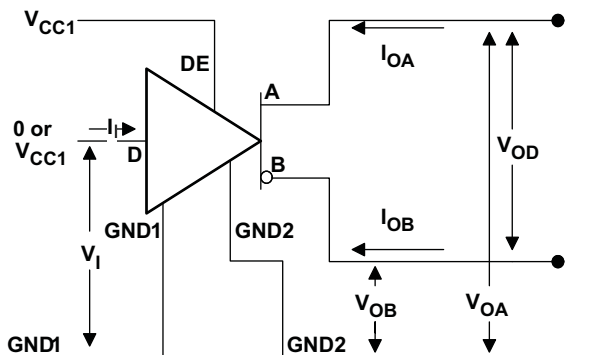 VCC1
DE
IOA
A
0 or
VCC1
II
D
VOD
B
GND1
GND2
IOB
VI
VOB
VOA
GND1
GND2